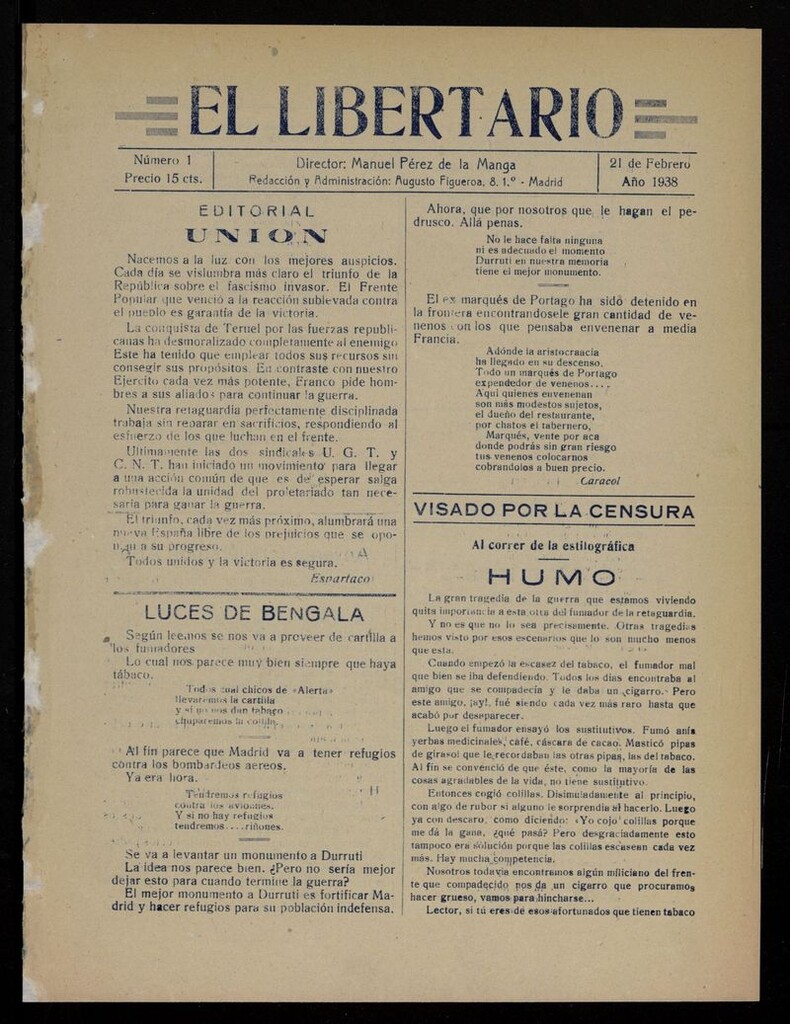 EL LIBERTARIO
Número 1
Precio 15 cts.
Director: Manuel Pérez de la Manga
Redacción y Administración: Augusto Figueroa, 8. 1.º - Madrid
21 de Febrero
Año 1938
EDITORIAL
UNION
Nacemos a la luz con los mejores auspicios.
Cada día se vislumbra más claro el triunfo de la
República sobre el fascismo invasor. El Frente
Popular que venció a la reacción sublevada contra
el pueblo es garantía de la victoria.
La conquista de Teruel por las fuerzas republi-
canas ha desmoralizado completamente al enemigo
Este ha tenido que emplear todos sus recursos sin
consegir sus propósitos. En contraste con nuestro
Ejercito cada vez más potente, Franco pide hom-
bres a sus aliados para continuar la guerra.
Nuestra retaguardia perfectamente disciplinada
trabaja sin reparar en sacrificios, respondiendo al
esfuerzo de los que luchan en el frente.
Ultimamente las dos sindicales U. G. T. y
C. N. T. han iniciado un movimiento para llegar
a una acción común de que es de esperar salga
robustecida la unidad del proletariado tan nece-
saria para ganar la guerra.
El triunfo, cada vez más próximo, alumbrará una
nueva España libre de los prejuicios que se opo-
nían a su progreso.
Todos unidos y la victoria es segura.
Espartaco
LUCES DE BENGALA
Según leemos se nos va a proveer de cartilla a
los fumadores
Lo cual nos parece muy bien siempre que haya
tábaco.
Todos cual chicos de «Alerta»
llevaremos la cartilla
y si no nos dan tabaco
chuparemos la
Al fin parece que Madrid va a tener refugios
contra los bombardeos aereos.
Ya era hora.
Tendremos refugios
contra los aviones.
Y si no hay refugios
tendremos....riñones.
Se va a levantar un monumento a Durruti
La idea nos parece bien. ¿Pero no sería mejor
dejar esto para cuando termine la guerra?
El mejor monumento a Durruti es fortificar Ma-
drid y hacer refugios para su población indefensa.
Ahora, que por nosotros que le hagan el pe-
drusco. Allá penas.
No le hace falta ninguna
ni es adecuado el momento
Durruti en nuestra memoria
tiene el mejor monumento.
El ex marqués de Portago ha sido detenido en
la frontera encontrandosele gran cantidad de ve-
nenos con los que pensaba envenenar a media
Francia.
Adónde la aristocracia
ha llegado en su descenso.
Todo un marqués de Portago
expendedor de venenos....
Aquí quienes envenenan
son más modestos sujetos,
el dueño del restaurante,
por chatos el tabernero,
Marqués, vente por aca
donde podrás sin gran riesgo
tus venenos colocarnos
cobrandolos a buen precio.
Caracol
VISADO POR LA CENSURA
Al correr de la estilográfica
HUMO
La gran tragedia de la guerra que estamos viviendo
quita importancia a esta otra del fumador de la retaguardia.
Y no es que no lo sea precisamente. Otras tragedias
hemos visto por esos escenarios que lo son mucho menos
que esta.
Cuando empezó la escasez del tabaco, el fumador mal
que bien se iba defendiendo. Todos los días encontraba al
amigo que se compadecía y le daba un cigarro. Pero
este amigo, ¡ay!, fué siendo cada vez más raro hasta que
acabó por desaparecer.
Luego el fumador ensayó los sustitutivos. Fumó anís
yerbas medicinales, café, cáscara de cacao. Masticó pipas
de girasol que le recordaban las otras pipas, las del tabaco.
Al fin se convenció de que éste, como la mayoría de las
cosas agradables de la vida, no tiene sustitutivo.
Entonces cogió colillas. Disimuladamente al principio,
con algo de rubor si alguno le sorprendía al hacerlo. Luego
ya con descaro, como diciendo: «Yo cojo colillas porque
me dá la gana, ¿qué pasá? Pero desgraciadamente esto
tampoco era solución porque las colillas escasean cada vez
más. Hay mucha competencia.
Nosotros todavía encontramos algún miliciano del fren-
te que compadecido nos da un cigarro que procuramos
hacer grueso, vamos para hincharse...
Lector, si tú eres de esos afortunados que tienen tabaco